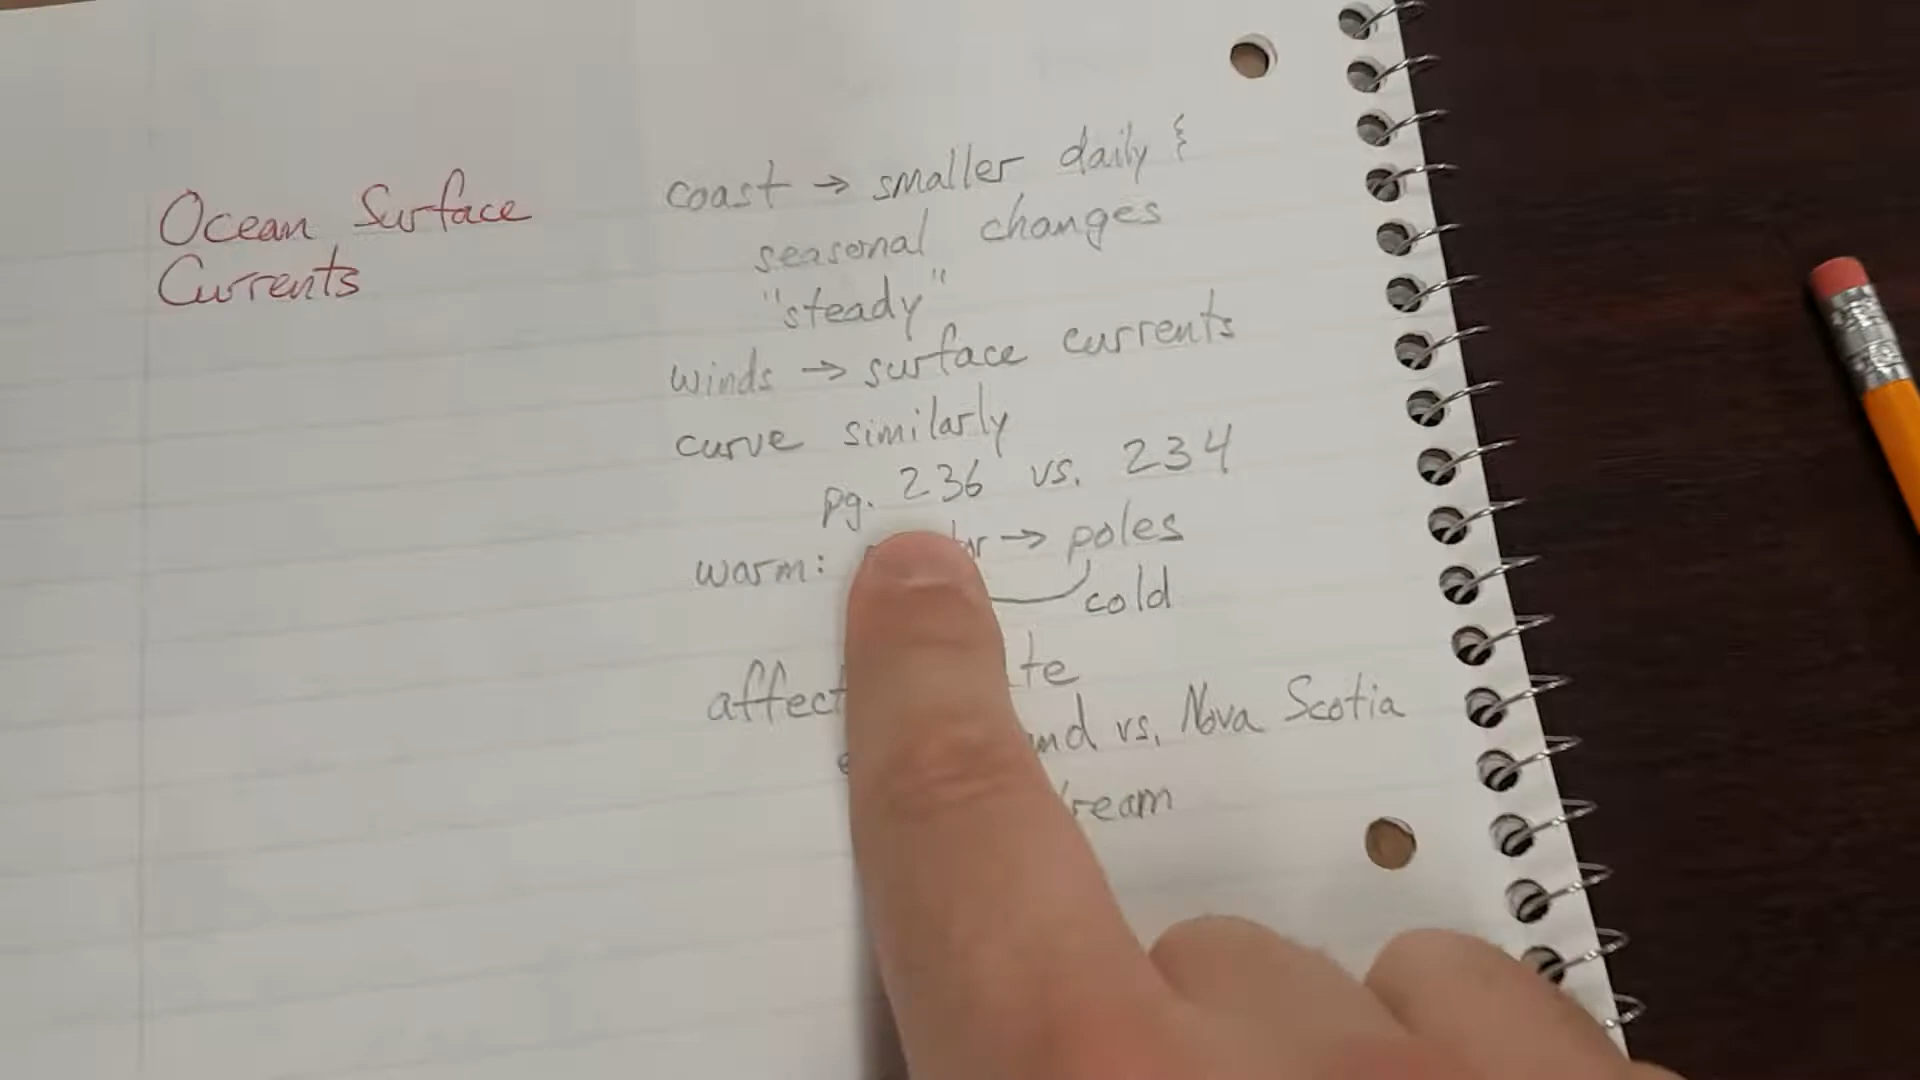 Ocean Surface
Currents
coast → smaller daily &
seasonal changes
"steady"
winds → surface currents
curve similarly
pg. 236 vs. 234
warm: → poles
cold
affect
vs. Nova Scotia